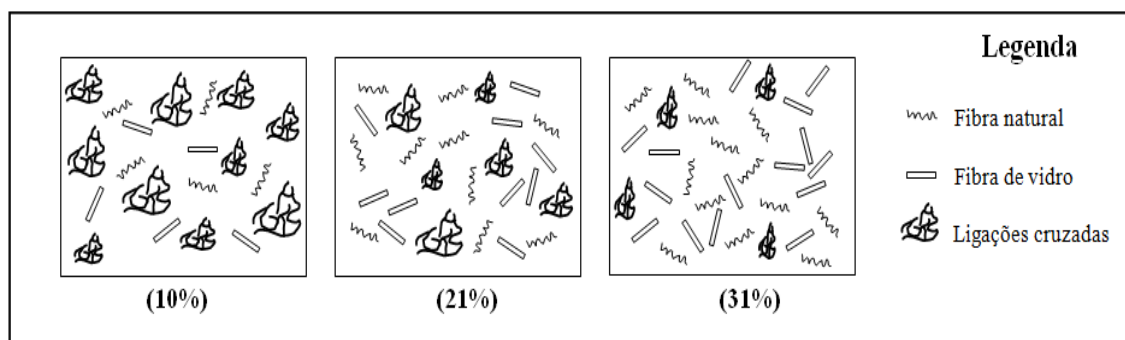 Legenda
Fibra natural
Fibra de vidro
Ligações cruzadas
(10%)
(21%)
(31%)